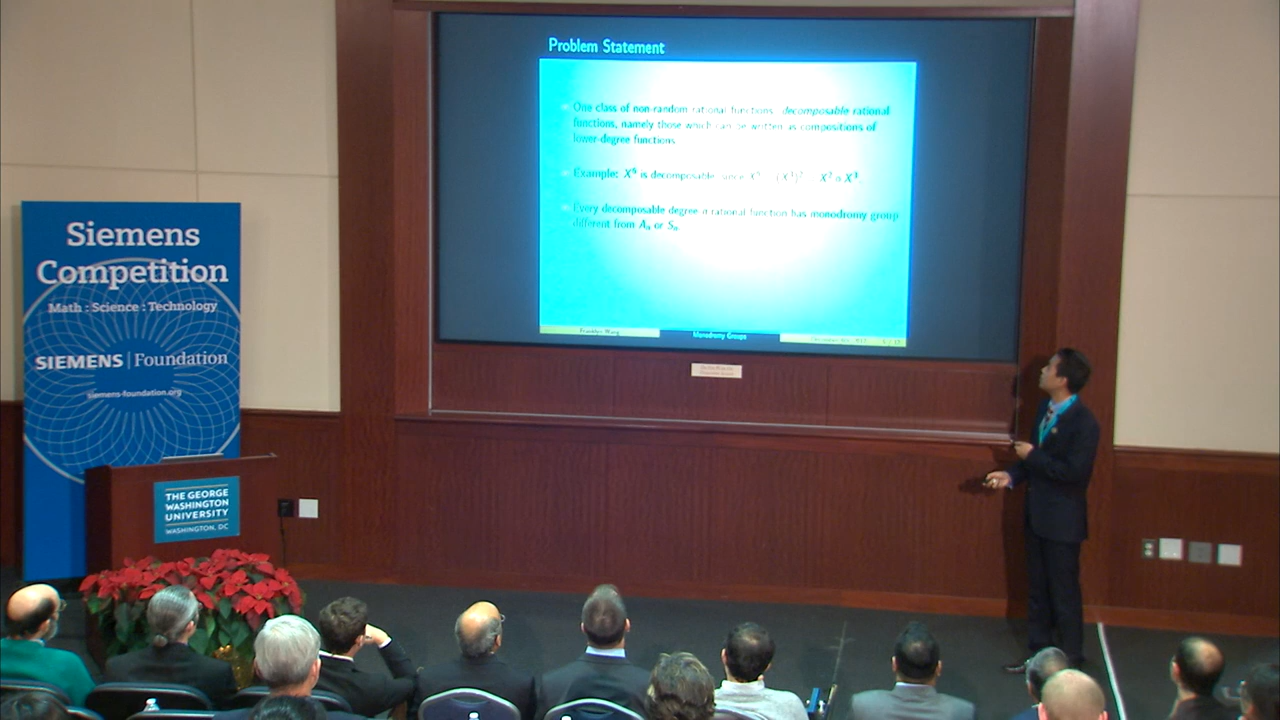 Problem Statement
One class of non-random rational functions: decomposable rational
functions, namely those which can be written as compositions of
lower-degree functions.
Example: X⁶ is decomposable since X⁶ = (X³)² = X² ∘ X³.
Every decomposable degree n rational function has monodromy group
different from Aₙ or Sₙ.
Franklyn Wang
Monodromy Groups
Siemens
Competition
Math : Science : Technology
SIEMENS | Foundation
siemens-foundation.org
THE GEORGE
WASHINGTON
UNIVERSITY
WASHINGTON, DC